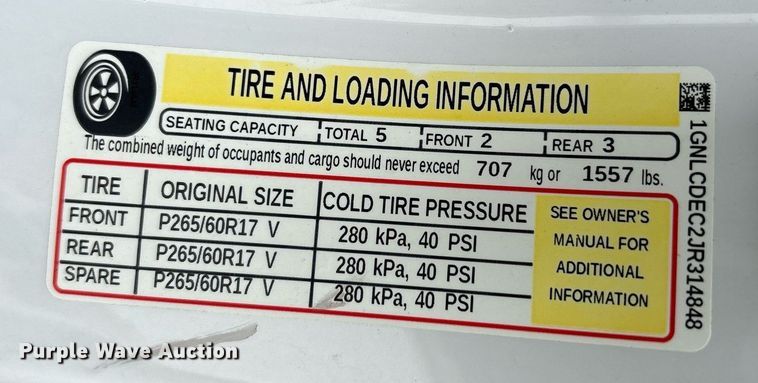 TIRE AND LOADING INFORMATION
SEATING CAPACITY TOTAL 5 FRONT 2 REAR 3
The combined weight of occupants and cargo should never exceed 707 kg or 1557 lbs.
TIRE ORIGINAL SIZE COLD TIRE PRESSURE
FRONT P265/60R17 V 280 kPa, 40 PSI
REAR P265/60R17 V 280 kPa, 40 PSI
SPARE P265/60R17 V 280 kPa, 40 PSI
SEE OWNER'S
MANUAL FOR
ADDITIONAL
INFORMATION
1GNLCDEC2JR314848
Purple Wave Auction